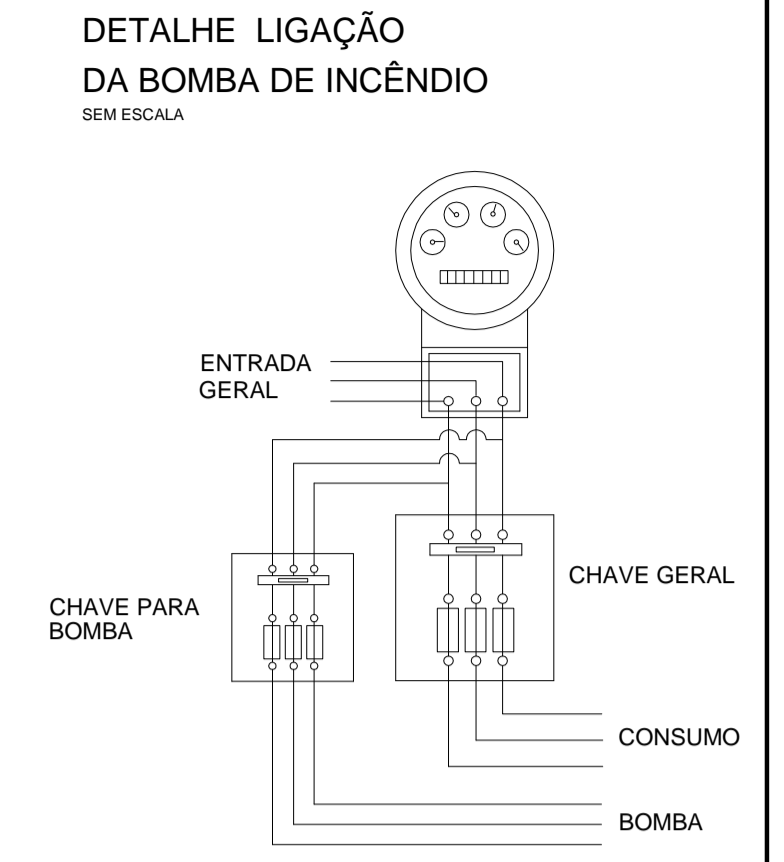 DETALHE LIGAÇÃO
DA BOMBA DE INCÊNDIO
SEM ESCALA
ENTRADA
GERAL
CHAVE GERAL
CHAVE PARA
BOMBA
CONSUMO
BOMBA